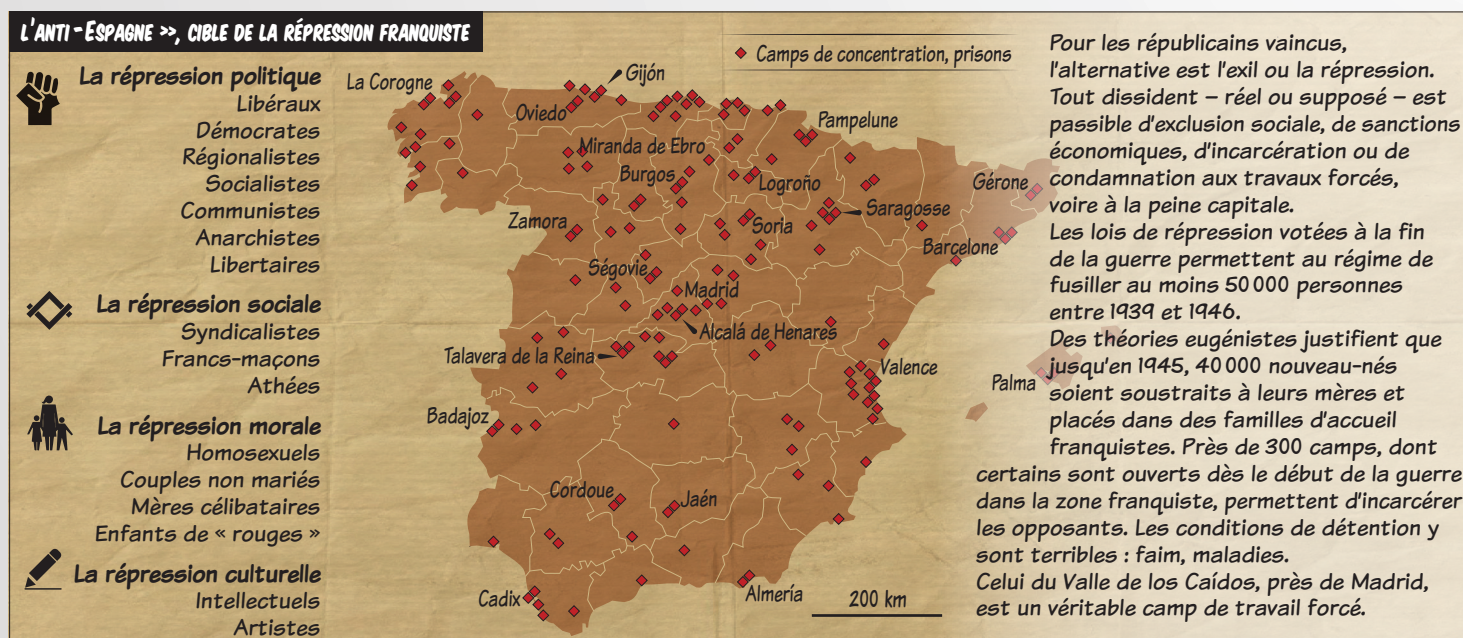 L'ANTI-ESPAGNE >>, CIBLE DE LA RÉPRESSION FRANQUISTE
La répression politique
Libéraux
Démocrates
Régionalistes
Socialistes
Communistes
Anarchistes
Libertaires
La répression sociale
Syndicalistes
Francs-maçons
Athées
La répression morale
Homosexuels
Couples non mariés
Mères célibataires
Enfants de « rouges »
La répression culturelle
Intellectuels
Artistes
Camps de concentration, prisons
La Corogne
Gijón
Oviedo
Pampelune
Miranda de Ebro
Burgos
Logroño
Gérone
Zamora
Soria
Saragosse
Barcelone
Ségovie
Madrid
Alcalá de Henares
Talavera de la Reina
Valence
Palma
Badajoz
Cordoue
Jaén
Cadix
Almería
200 km
Pour les républicains vaincus,
l'alternative est l'exil ou la répression.
Tout dissident – réel ou supposé – est
passible d'exclusion sociale, de sanctions
économiques, d'incarcération ou de
condamnation aux travaux forcés,
voire à la peine capitale.
Les lois de répression votées à la fin
de la guerre permettent au régime de
fusiller au moins 50 000 personnes
entre 1939 et 1946.
Des théories eugénistes justifient que
jusqu'en 1945, 40 000 nouveau-nés
soient soustraits à leurs mères et
placés dans des familles d'accueil
franquistes. Près de 300 camps, dont
certains sont ouverts dès le début de la guerre
dans la zone franquiste, permettent d'incarcérer
les opposants. Les conditions de détention y
sont terribles : faim, maladies.
Celui du Valle de los Caídos, près de Madrid,
est un véritable camp de travail forcé.